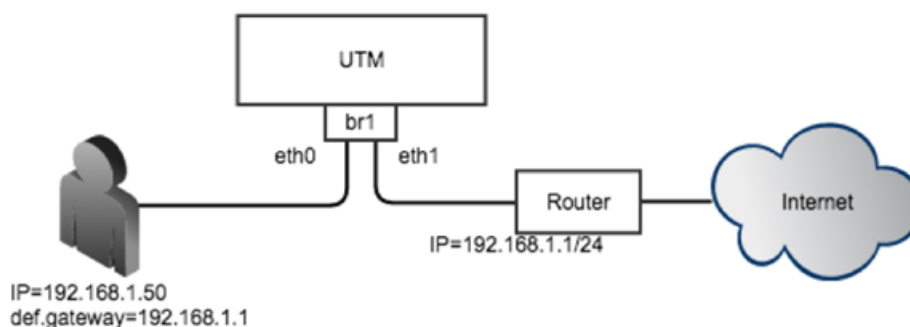 UTM
br1
eth0
eth1
Router
Internet
IP=192.168.1.1/24
IP=192.168.1.50
def.gateway=192.168.1.1